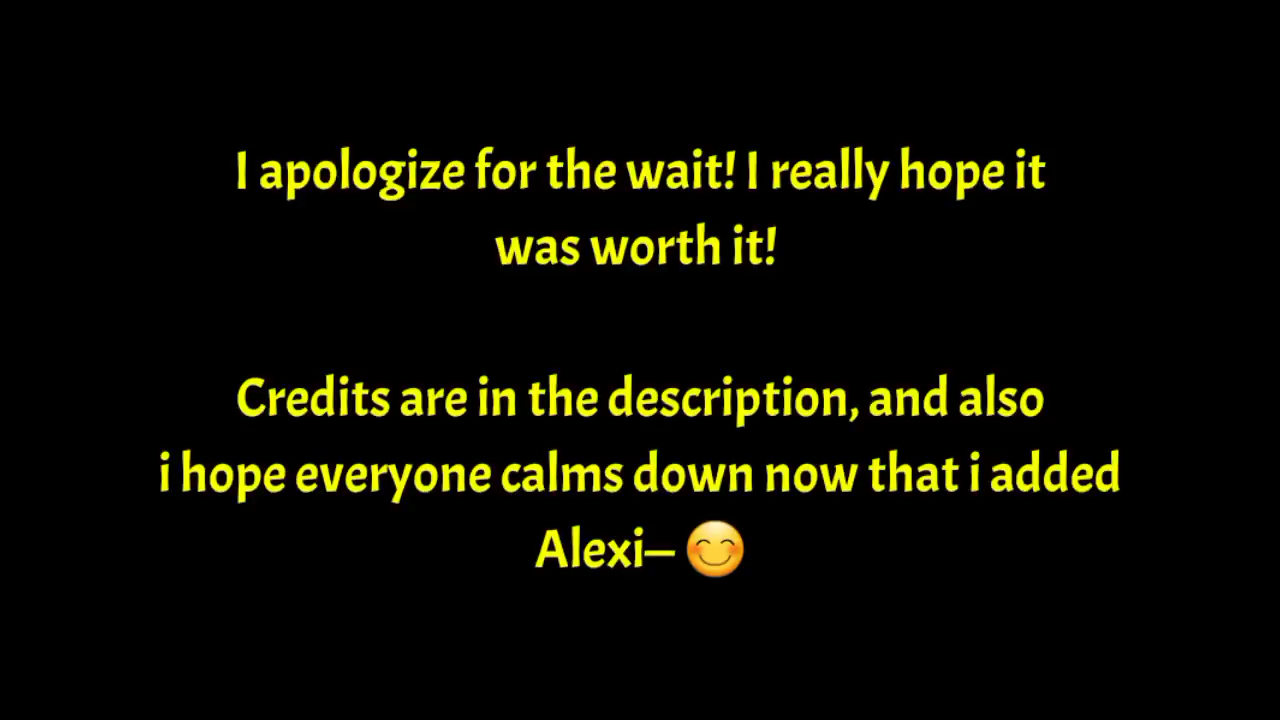 I apologize for the wait! I really hope it
was worth it!
Credits are in the description, and also
i hope everyone calms down now that i added
Alexi– 😊